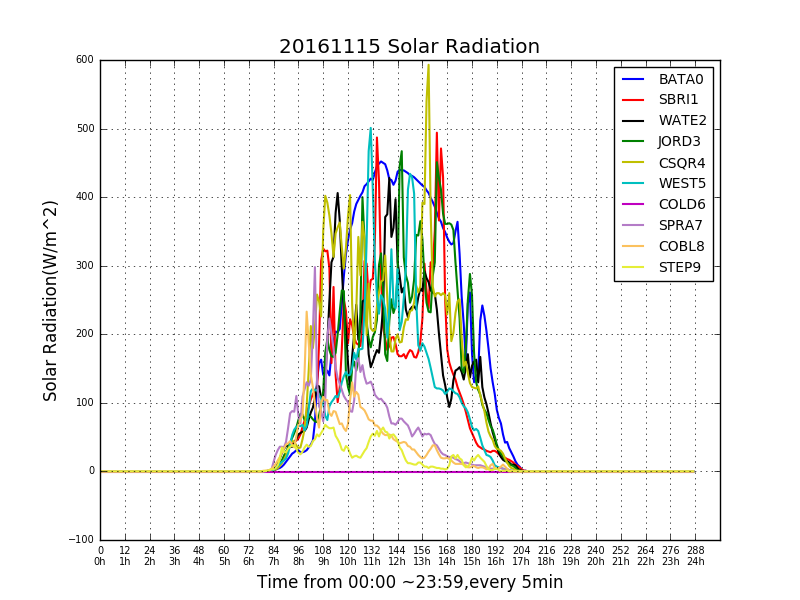 20161115 Solar Radiation
600
500
400
300
200
100
0
−100
Solar Radiation(W/m^2)
BATA0
SBRI1
WATE2
JORD3
CSQR4
WEST5
COLD6
SPRA7
COBL8
STEP9
0 12 24 36 48 60 72 84 96 108 120 132 144 156 168 180 192 204 216 228 240 252 264 276 288
0h 1h 2h 3h 4h 5h 6h 7h 8h 9h 10h 11h 12h 13h 14h 15h 16h 17h 18h 19h 20h 21h 22h 23h 24h
Time from 00:00 ~23:59,every 5min